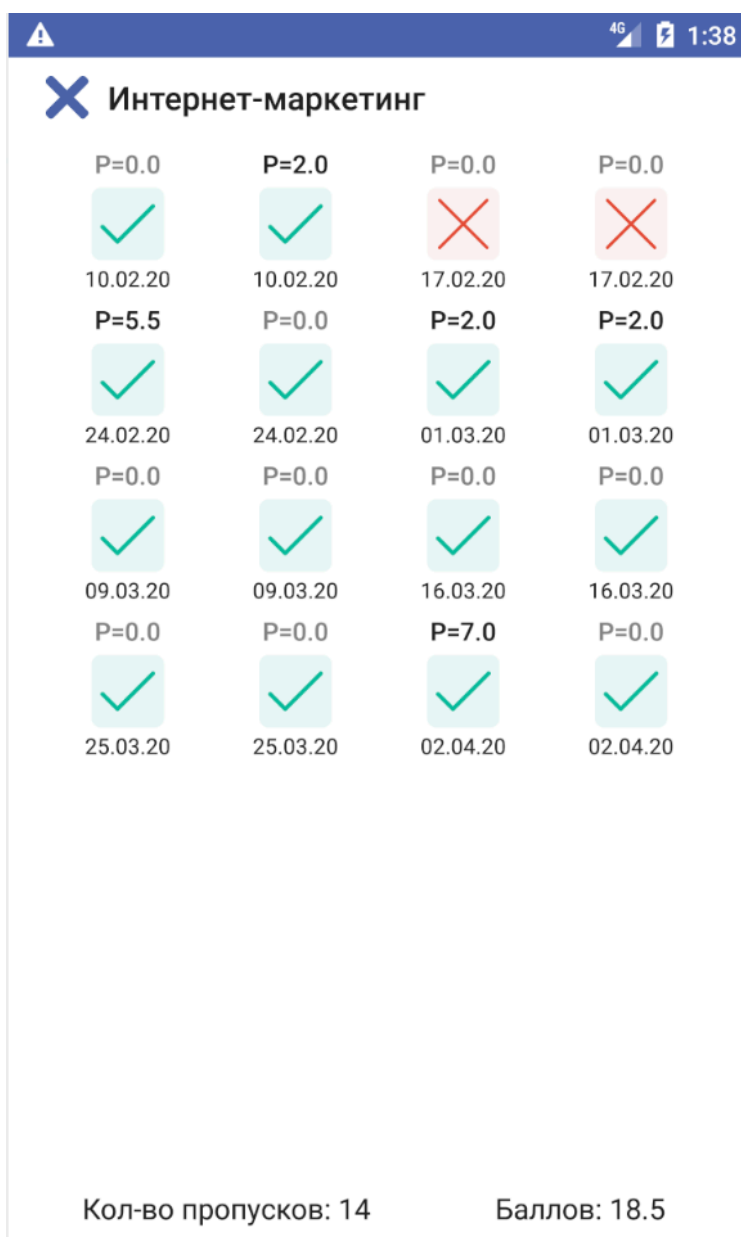 4G 1:38
Интернет-маркетинг
P=0.0 P=2.0 P=0.0 P=0.0
10.02.20 10.02.20 17.02.20 17.02.20
P=5.5 P=0.0 P=2.0 P=2.0
24.02.20 24.02.20 01.03.20 01.03.20
P=0.0 P=0.0 P=0.0 P=0.0
09.03.20 09.03.20 16.03.20 16.03.20
P=0.0 P=0.0 P=7.0 P=0.0
25.03.20 25.03.20 02.04.20 02.04.20
Кол-во пропусков: 14 Баллов: 18.5